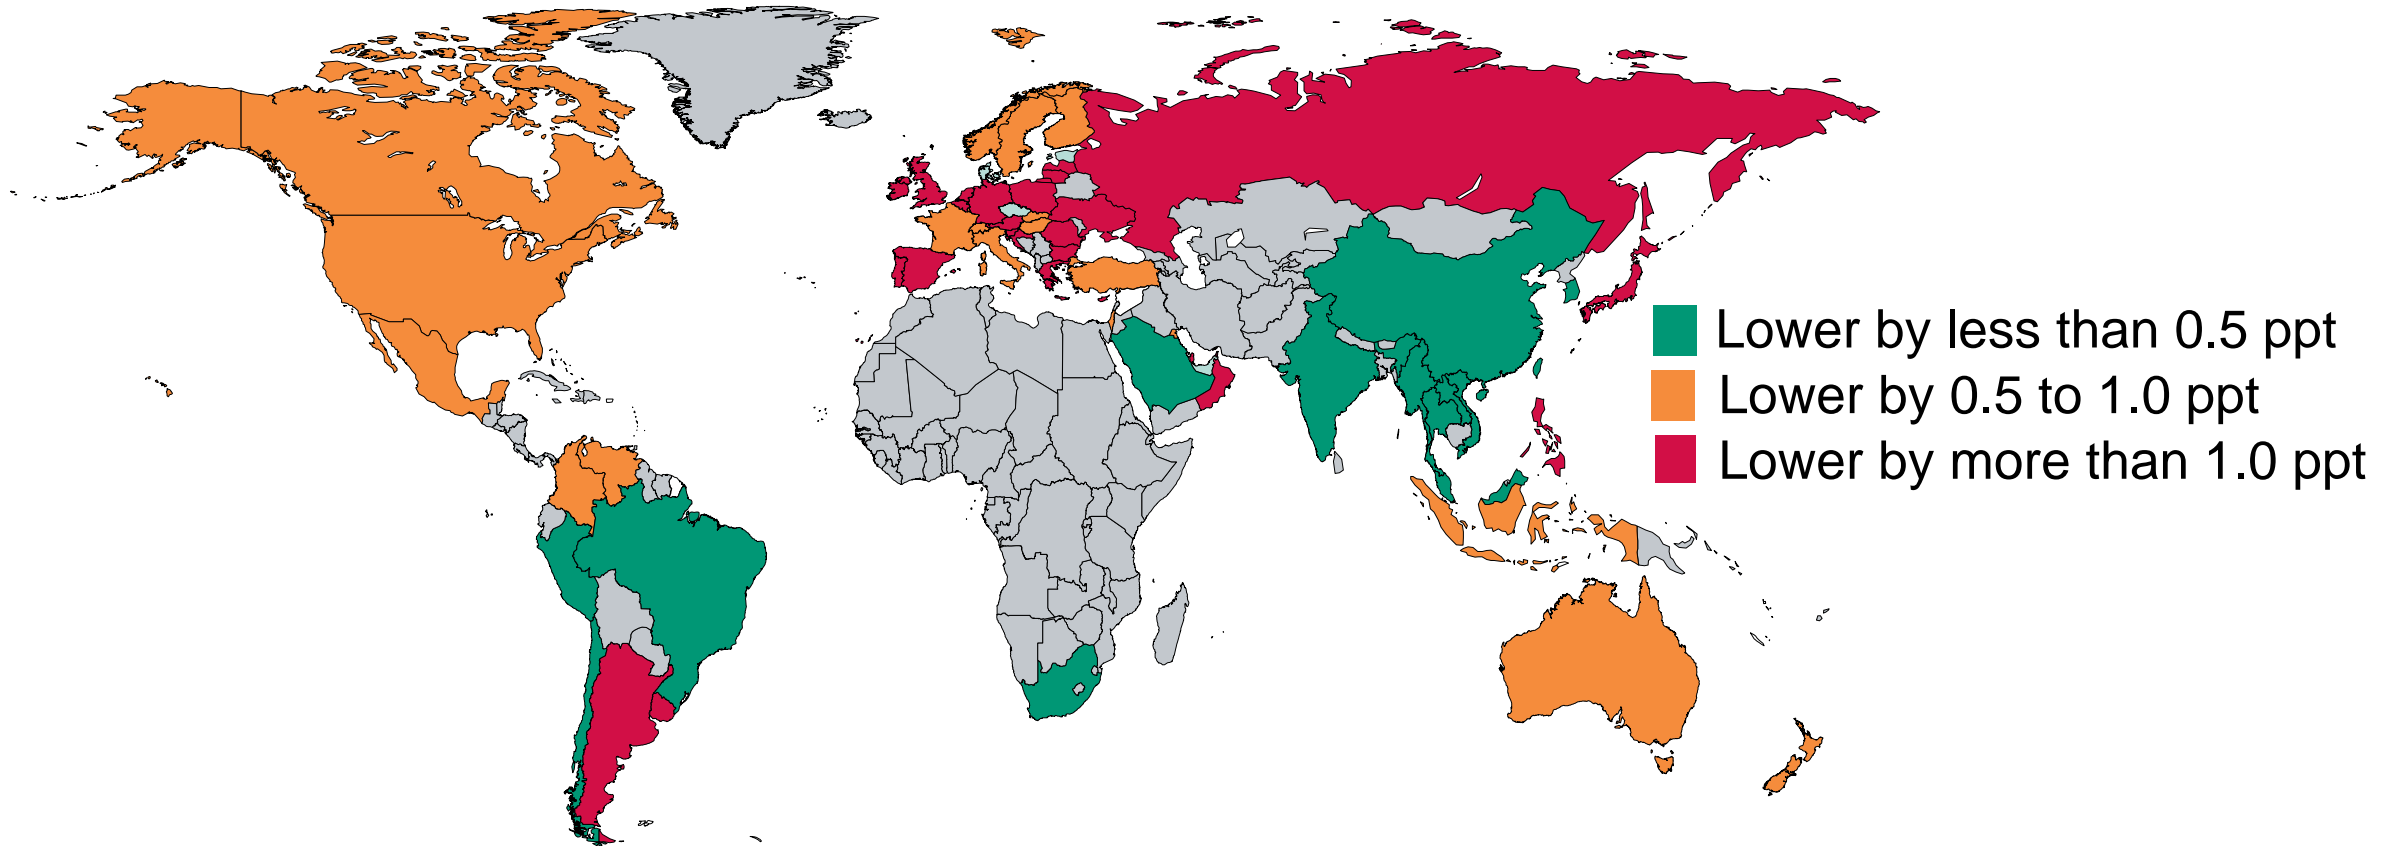 Lower by less than 0.5 ppt
Lower by 0.5 to 1.0 ppt
Lower by more than 1.0 ppt